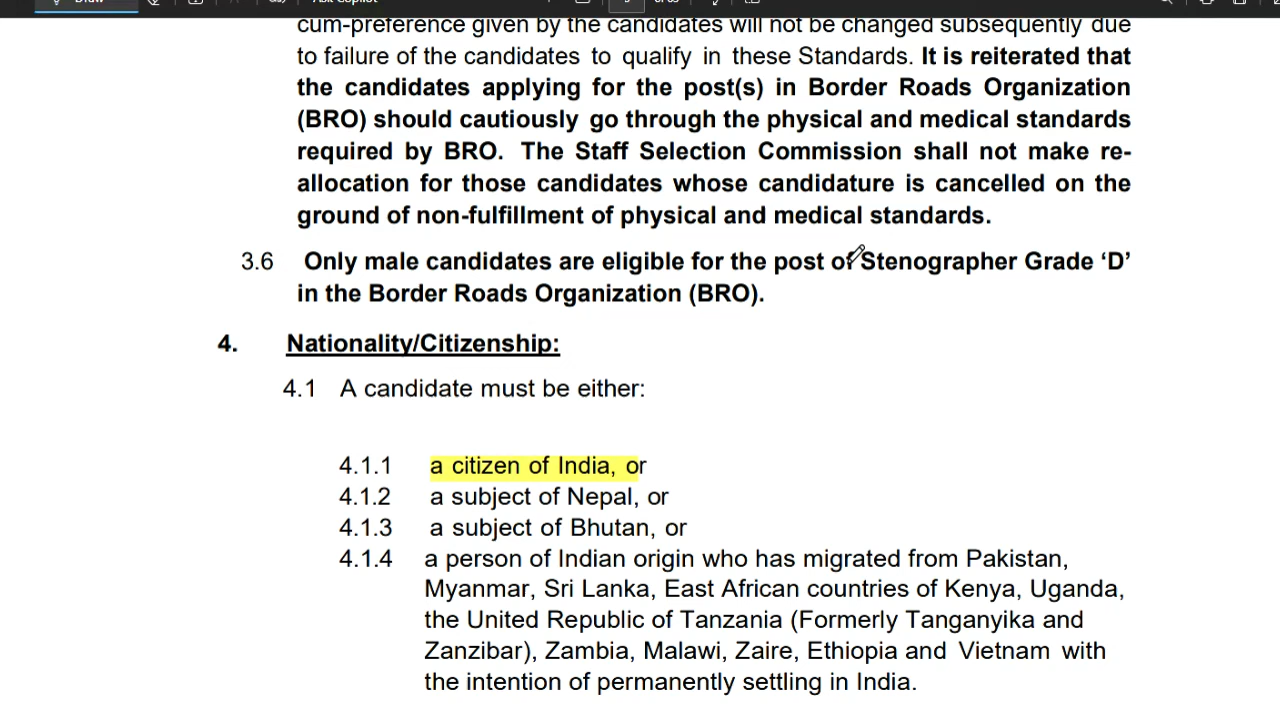 cum-preference given by the candidates will not be changed subsequently due
to failure of the candidates to qualify in these Standards. It is reiterated that
the candidates applying for the post(s) in Border Roads Organization
(BRO) should cautiously go through the physical and medical standards
required by BRO. The Staff Selection Commission shall not make re-
allocation for those candidates whose candidature is cancelled on the
ground of non-fulfillment of physical and medical standards.
3.6 Only male candidates are eligible for the post of Stenographer Grade ‘D’
in the Border Roads Organization (BRO).
4. Nationality/Citizenship:
4.1 A candidate must be either:
4.1.1 a citizen of India, or
4.1.2 a subject of Nepal, or
4.1.3 a subject of Bhutan, or
4.1.4 a person of Indian origin who has migrated from Pakistan,
Myanmar, Sri Lanka, East African countries of Kenya, Uganda,
the United Republic of Tanzania (Formerly Tanganyika and
Zanzibar), Zambia, Malawi, Zaire, Ethiopia and Vietnam with
the intention of permanently settling in India.